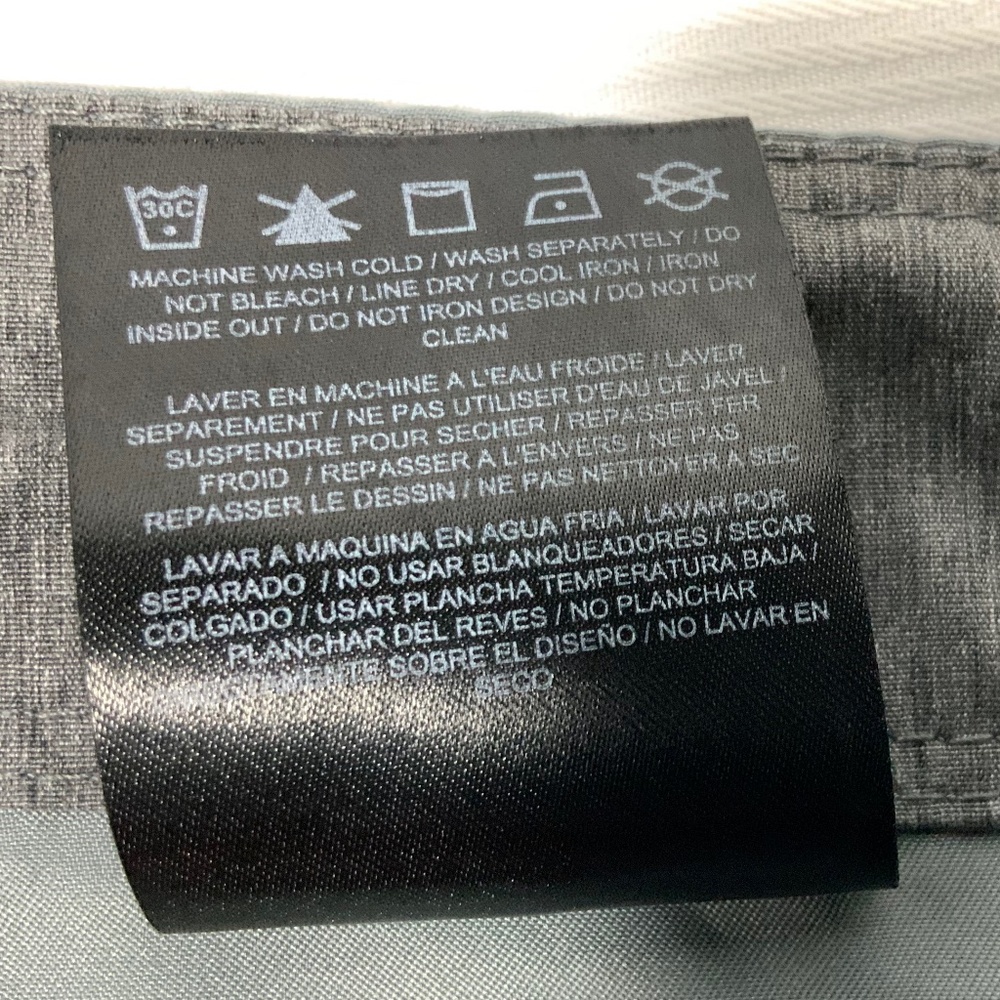 30C
MACHINE WASH COLD / WASH SEPARATELY / DO
NOT BLEACH / LINE DRY / COOL IRON / IRON
INSIDE OUT / DO NOT IRON DESIGN / DO NOT DRY
CLEAN
LAVER EN MACHINE A L'EAU FROIDE / LAVER
SEPAREMENT / NE PAS UTILISER D'EAU DE JAVEL /
SUSPENDRE POUR SECHER / REPASSER FER
FROID / REPASSER A L'ENVERS / NE PAS
REPASSER LE DESSIN / NE PAS NETTOYER A SEC
LAVAR A MAQUINA EN AGUA FRIA / LAVAR POR
SEPARADO / NO USAR BLANQUEADORES / SECAR
COLGADO / USAR PLANCHA TEMPERATURA BAJA /
PLANCHAR DEL REVES / NO PLANCHAR
DIRECTAMENTE SOBRE EL DISEÑO / NO LAVAR EN
SECO